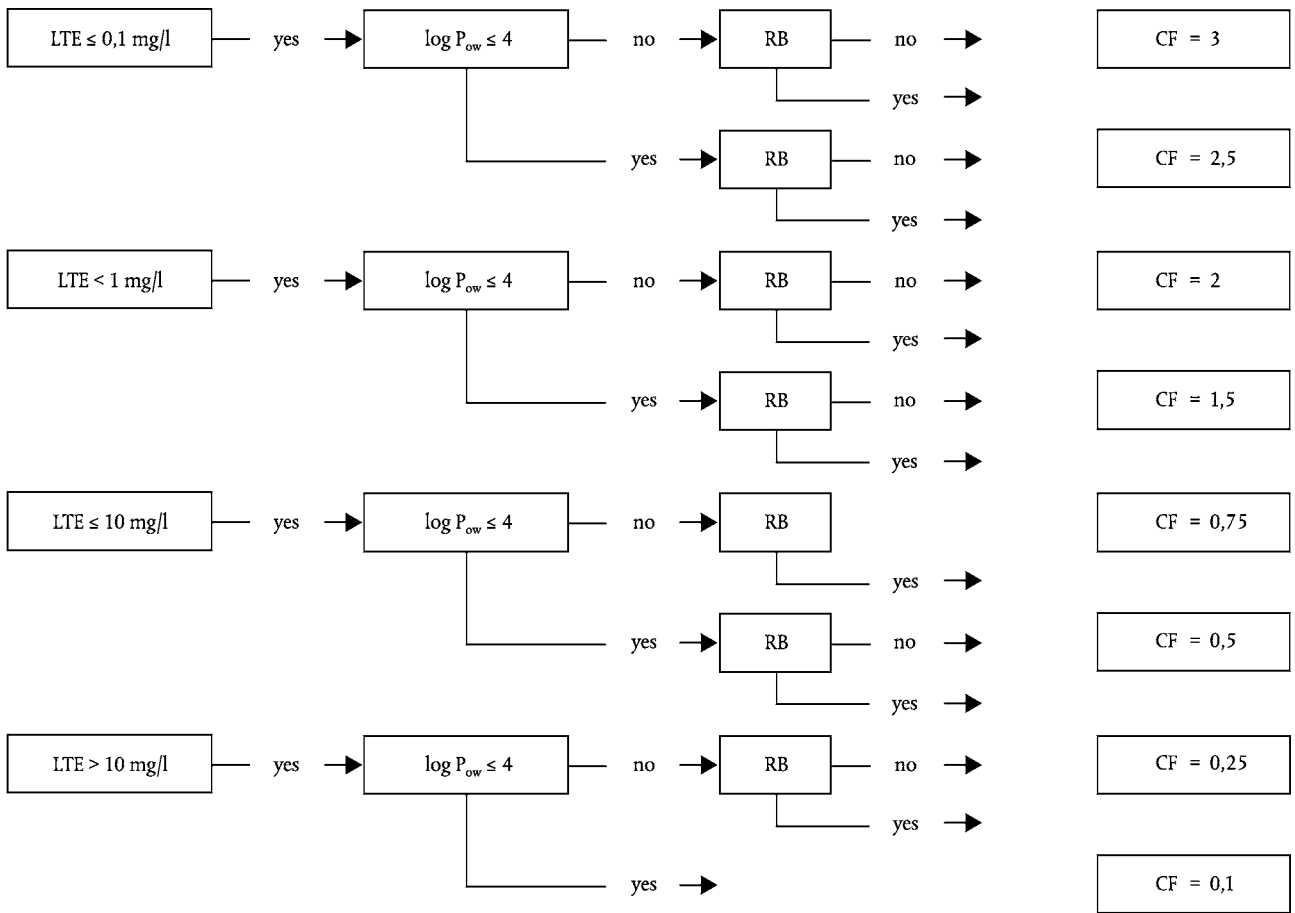 LTE ≤ 0,1 mg/l yes log Pow ≤ 4 no RB no CF = 3
yes
yes RB no CF = 2,5
yes
LTE < 1 mg/l yes log Pow ≤ 4 no RB no CF = 2
yes
yes RB no CF = 1,5
yes
LTE ≤ 10 mg/l yes log Pow ≤ 4 no RB CF = 0,75
yes
yes RB no CF = 0,5
yes
LTE > 10 mg/l yes log Pow ≤ 4 no RB no CF = 0,25
yes
yes CF = 0,1